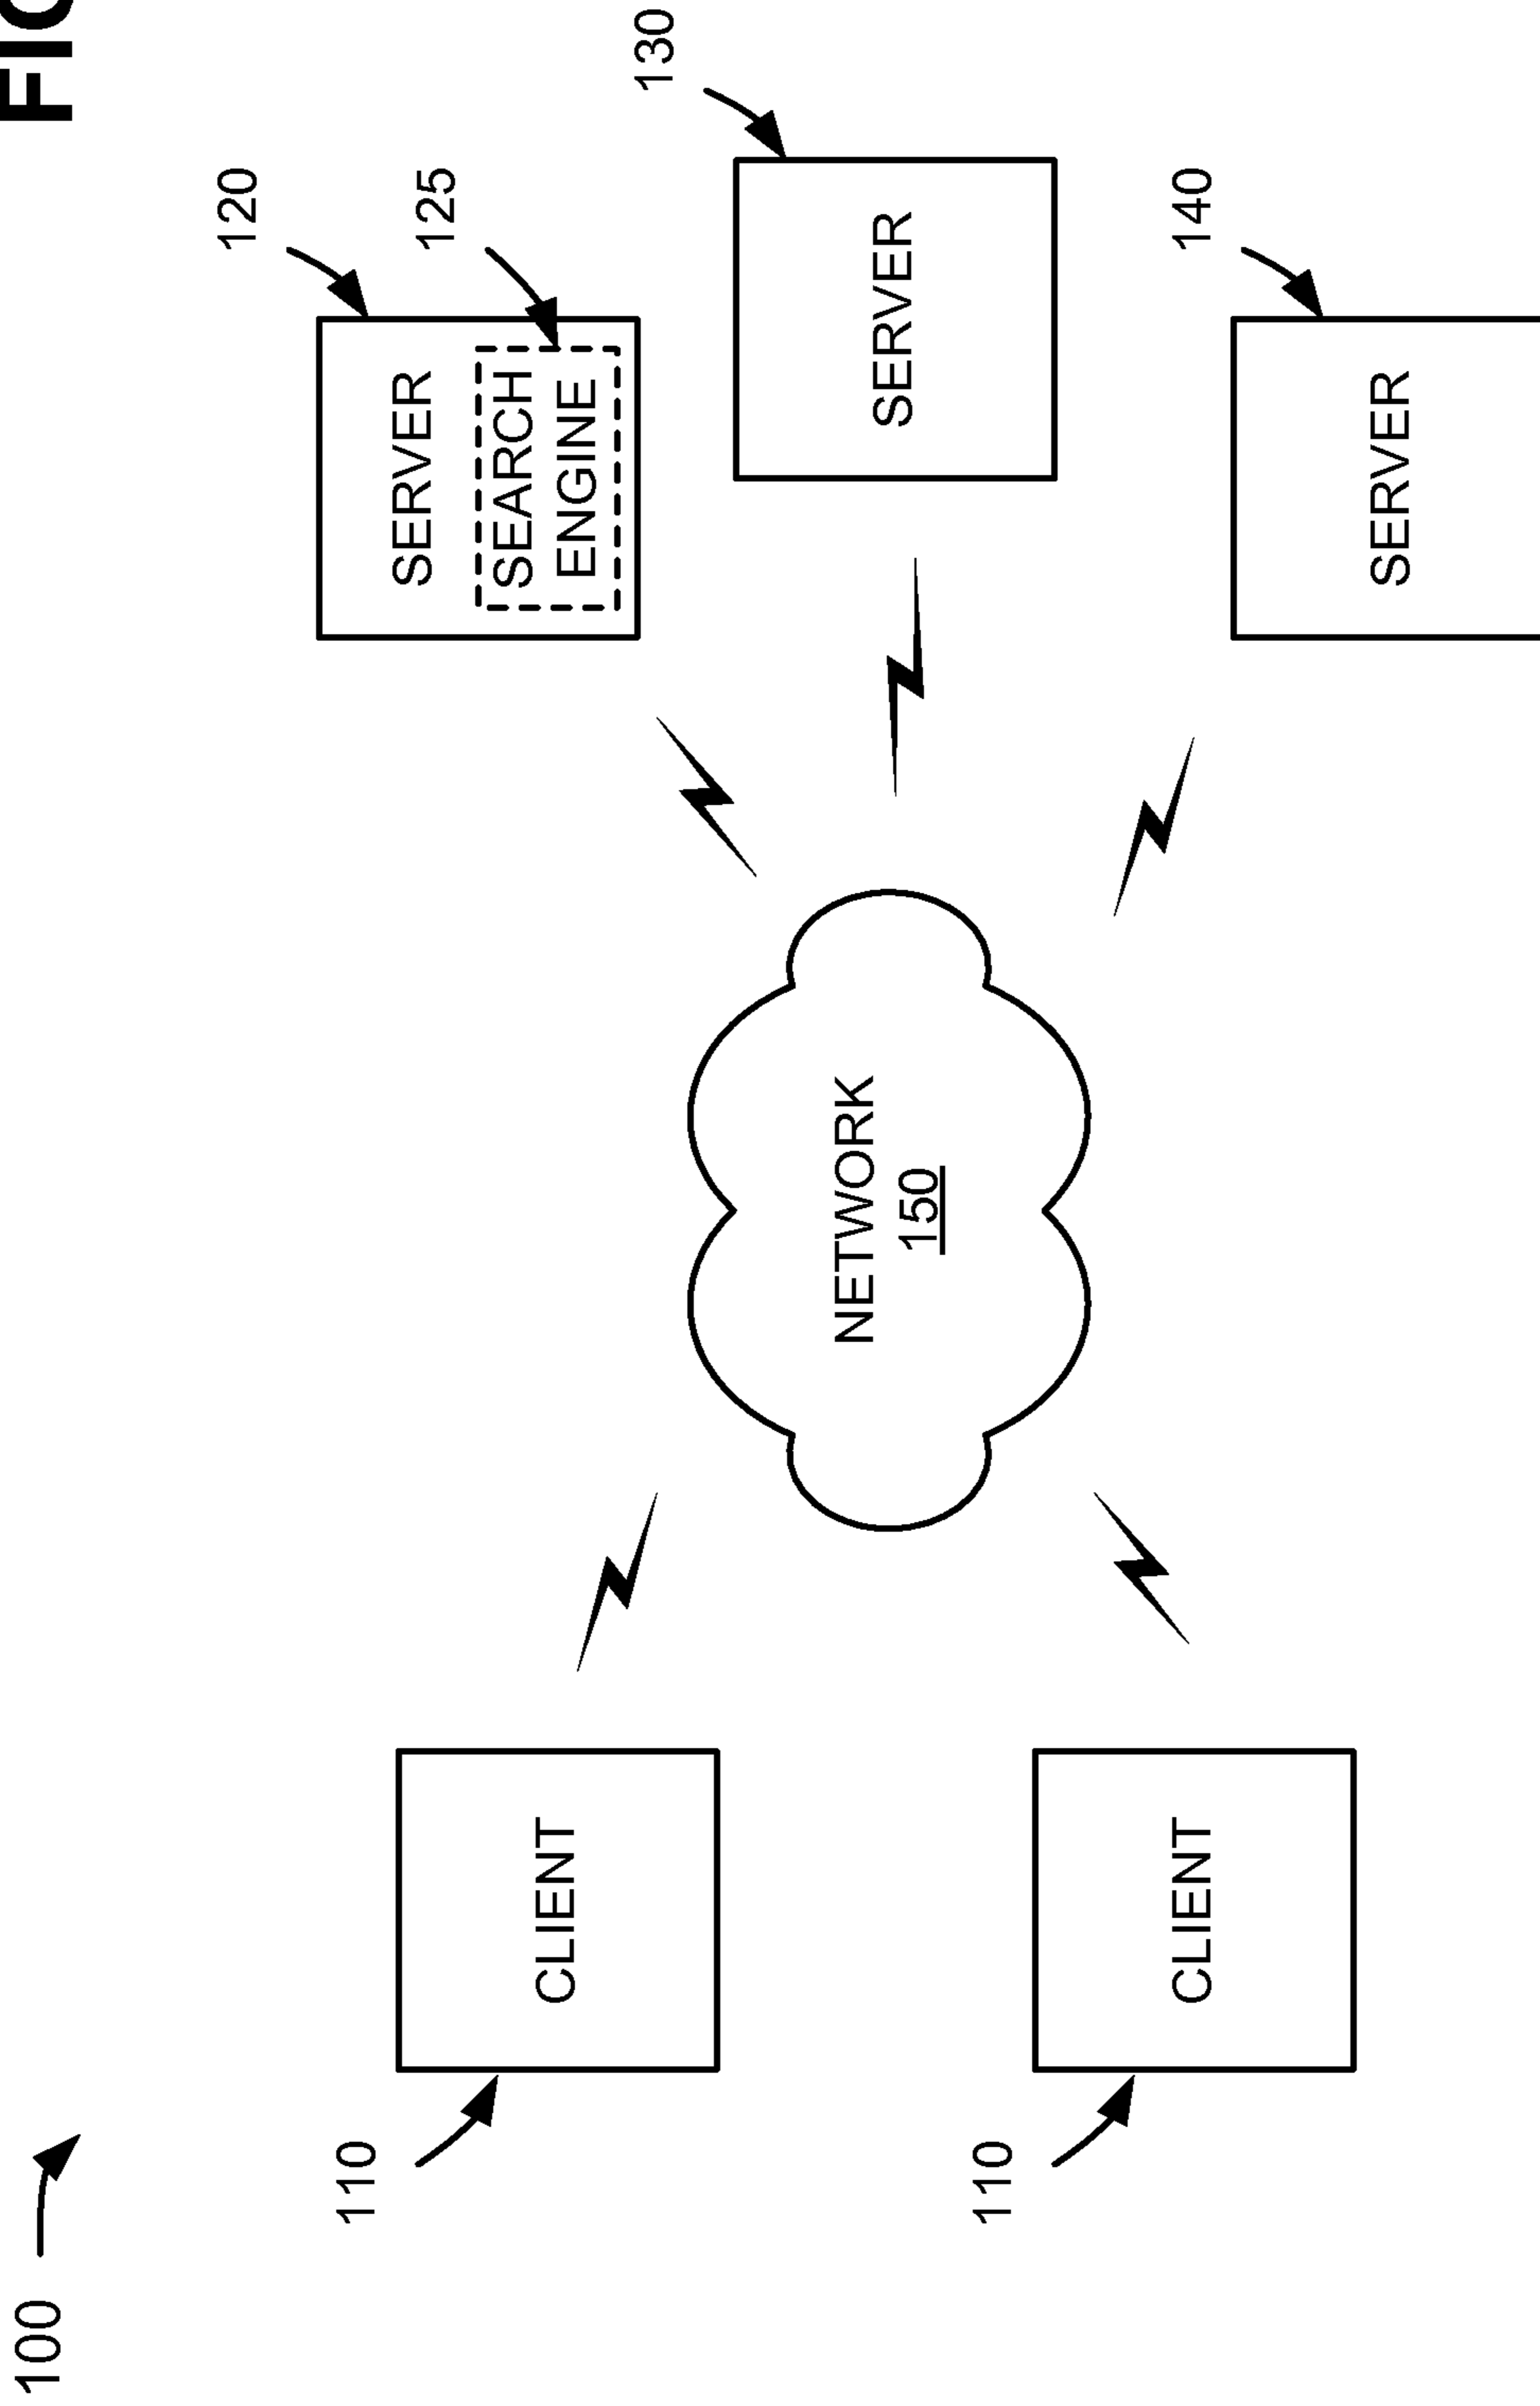 FIG
100
120
SERVER
125
SEARCH
ENGINE
110
CLIENT
130
SERVER
NETWORK
150
110
CLIENT
140
SERVER